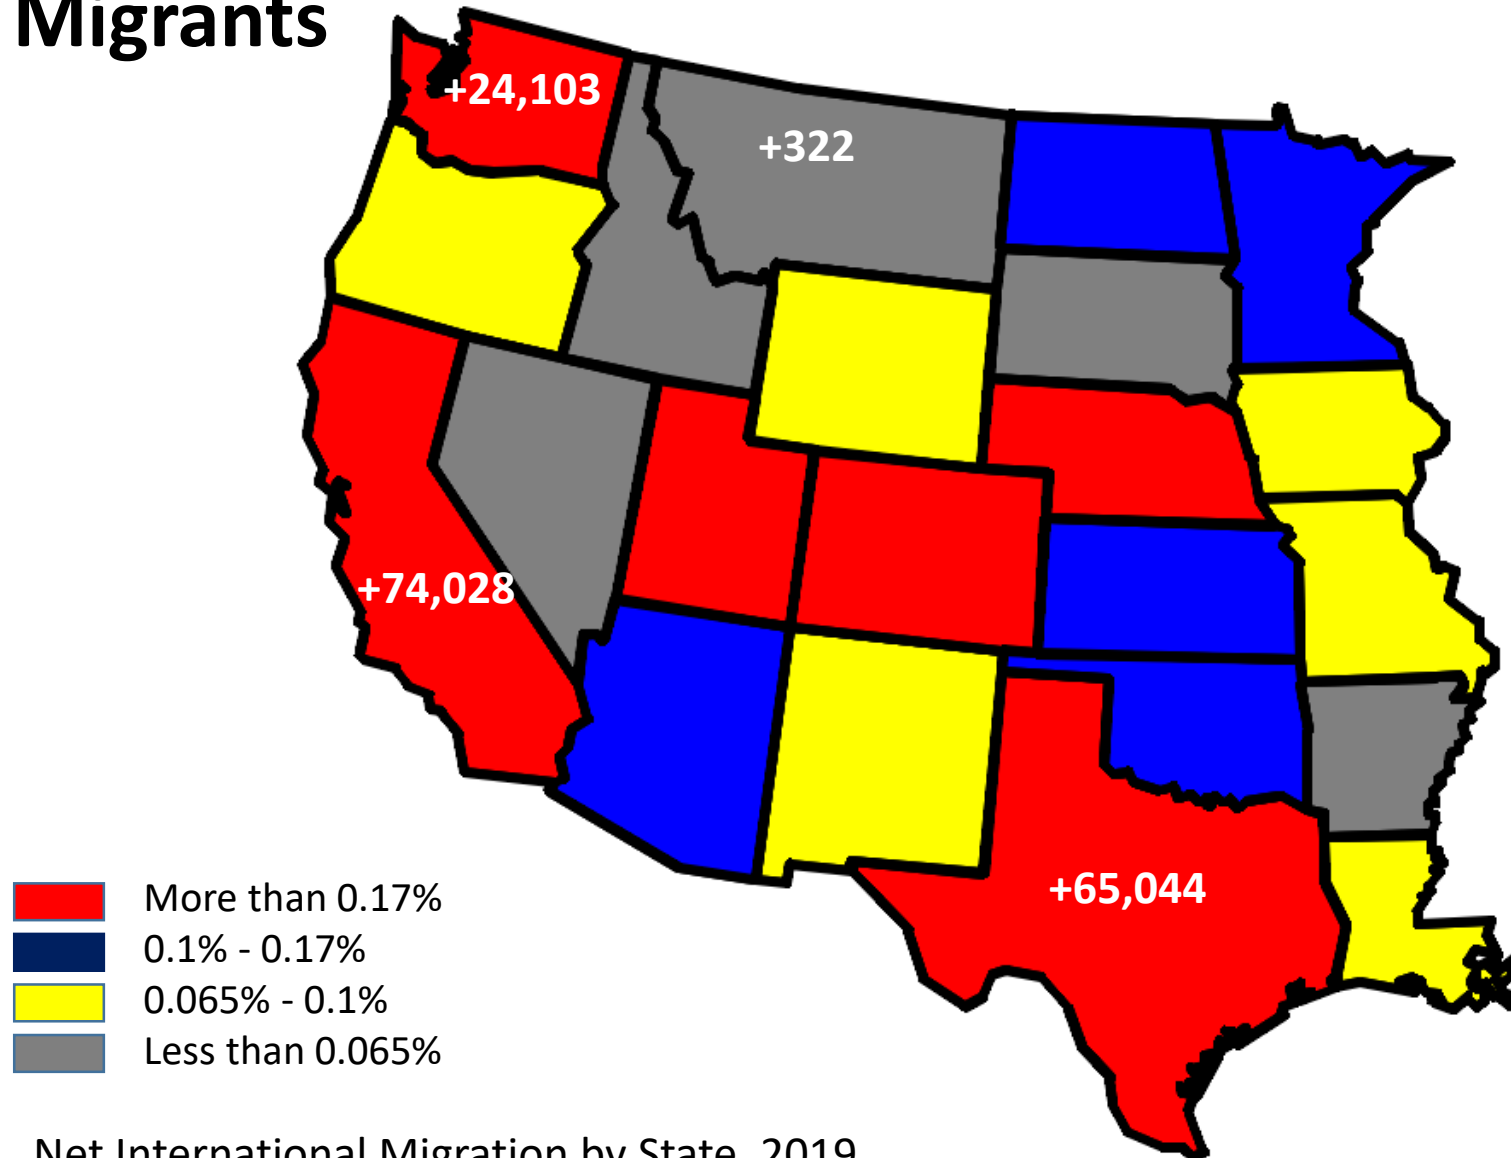 Migrants
+24,103
+322
+74,028
+65,044
More than 0.17%
0.1% - 0.17%
0.065% - 0.1%
Less than 0.065%
Net International Migration by State, 2019